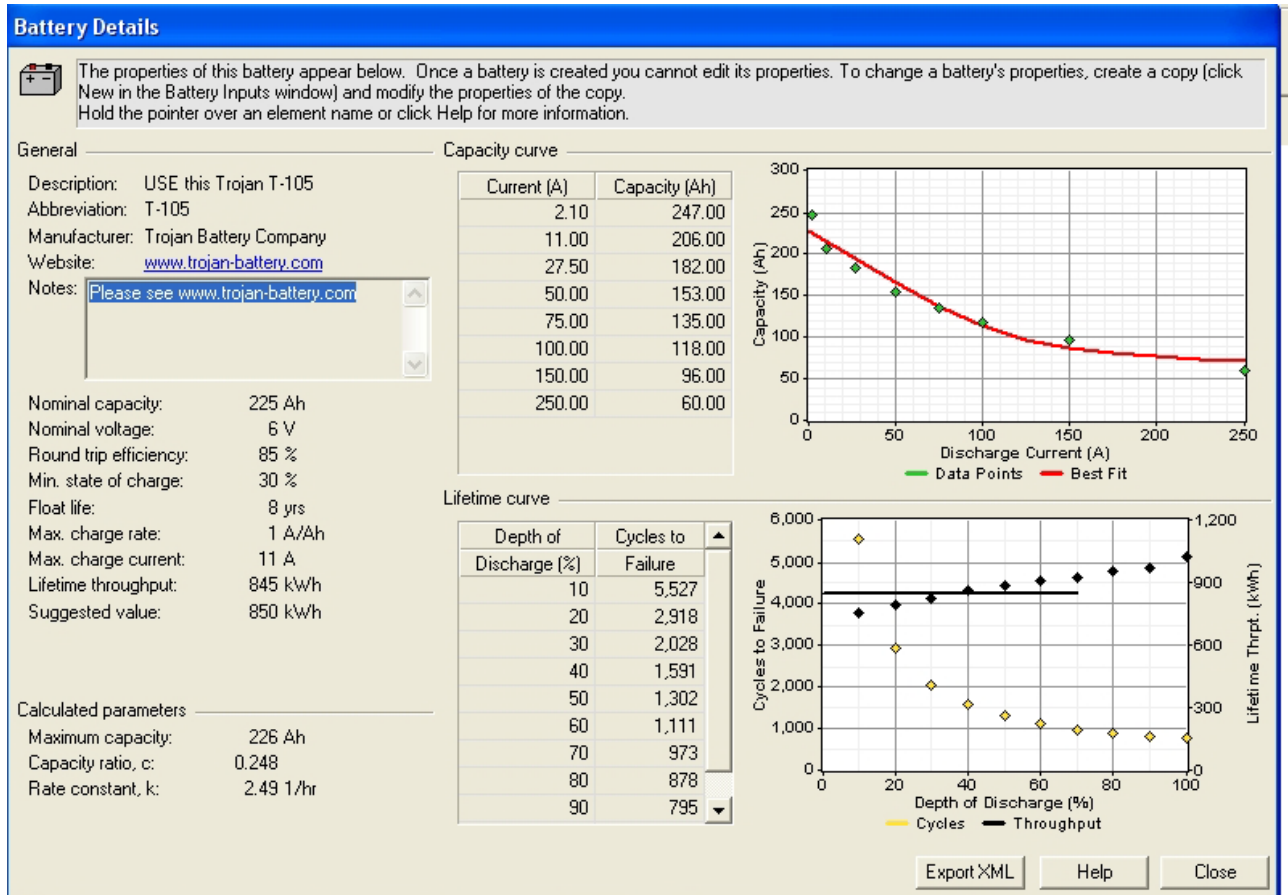 Battery Details
The properties of this battery appear below. Once a battery is created you cannot edit its properties. To change a battery's properties, create a copy (click
New in the Battery Inputs window) and modify the properties of the copy.
Hold the pointer over an element name or click Help for more information.
General
Description: USE this Trojan T-105
Abbreviation: T-105
Manufacturer: Trojan Battery Company
Website: www.trojan-battery.com
Notes: Please see www.trojan-battery.com
Nominal capacity: 225 Ah
Nominal voltage: 6 V
Round trip efficiency: 85 %
Min. state of charge: 30 %
Float life: 8 yrs
Max. charge rate: 1 A/Ah
Max. charge current: 11 A
Lifetime throughput: 845 kWh
Suggested value: 850 kWh
Calculated parameters
Maximum capacity: 226 Ah
Capacity ratio, c: 0.248
Rate constant, k: 2.49 1/hr
Capacity curve
Current (A) Capacity (Ah)
2.10 247.00
11.00 206.00
27.50 182.00
50.00 153.00
75.00 135.00
100.00 118.00
150.00 96.00
250.00 60.00
300
250
200
150
100
50
0
Capacity (Ah)
0 50 100 150 200 250
Discharge Current (A)
Data Points Best Fit
Lifetime curve
Depth of Cycles to
Discharge (%) Failure
10 5,527
20 2,918
30 2,028
40 1,591
50 1,302
60 1,111
70 973
80 878
90 795
6,000
5,000
4,000
3,000
2,000
1,000
0
Cycles to Failure
1,200
900
600
300
0
Lifetime Thrpt. (kWh)
0 20 40 60 80 100
Depth of Discharge (%)
Cycles Throughput
Export XML Help Close